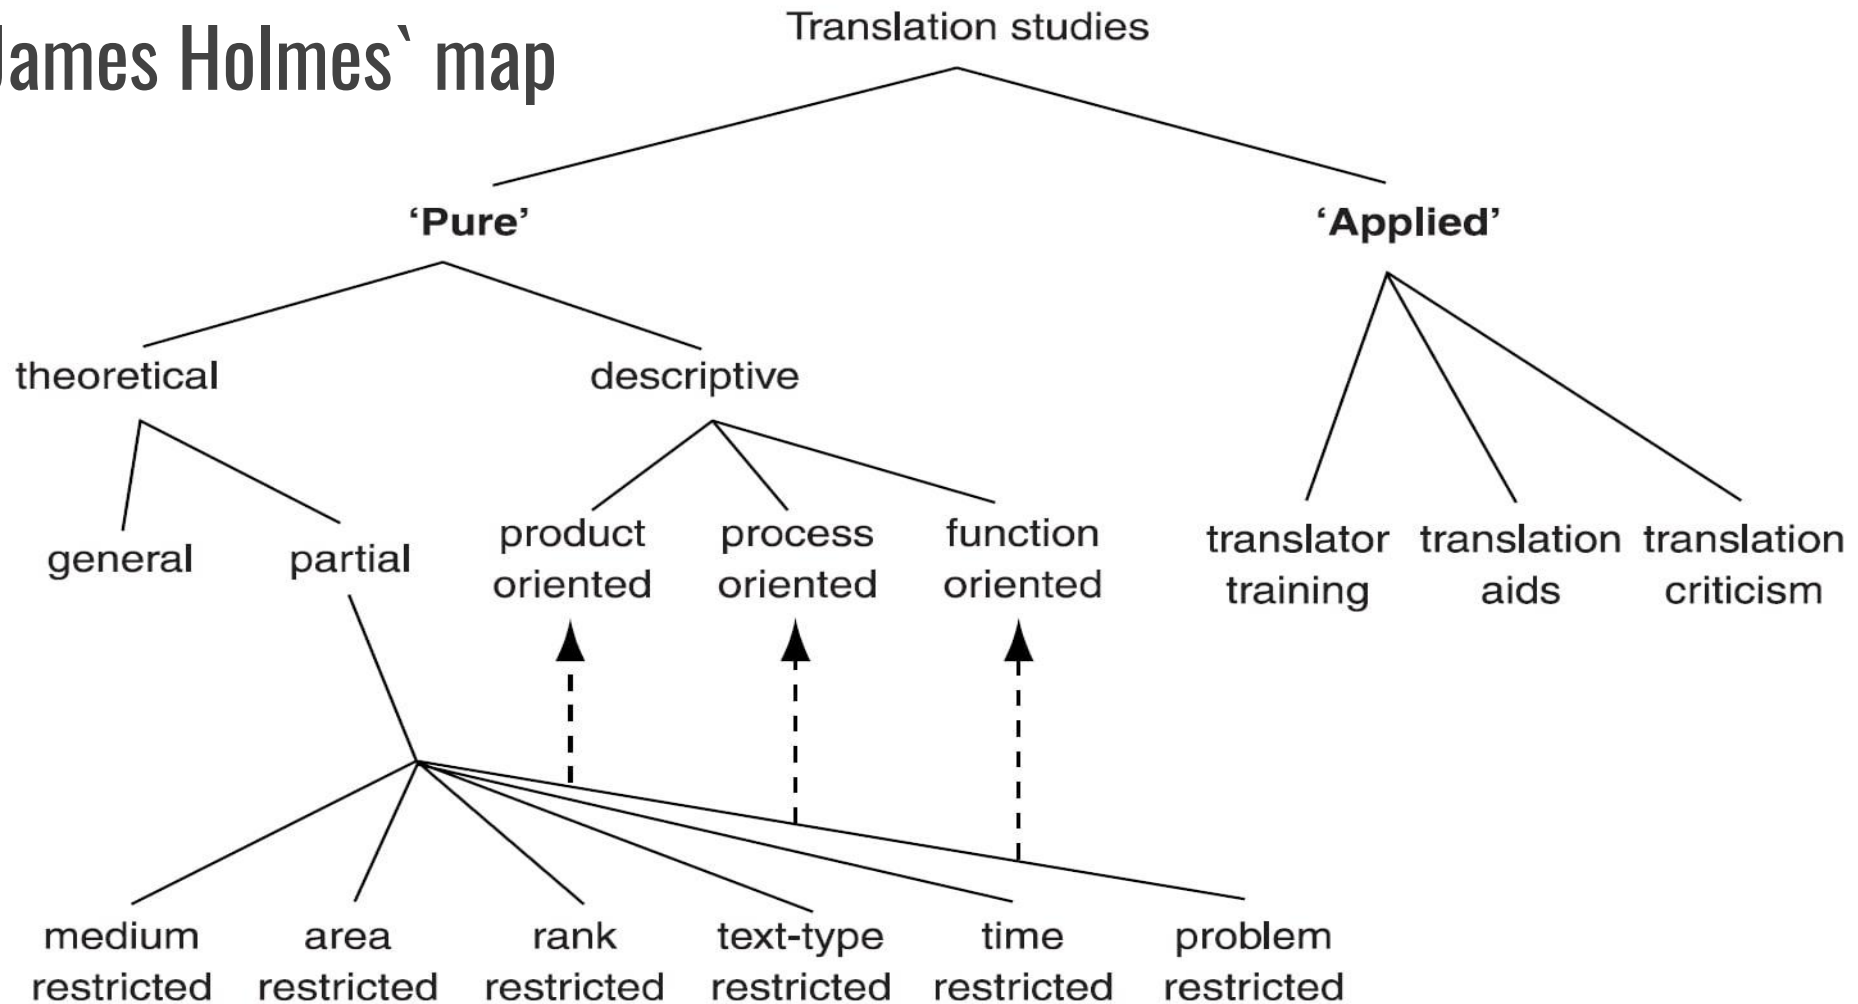 James Holmes` map
Translation studies
‘Pure’
‘Applied’
theoretical
descriptive
general
partial
product oriented
process oriented
function oriented
translator training
translation aids
translation criticism
medium restricted
area restricted
rank restricted
text-type restricted
time restricted
problem restricted